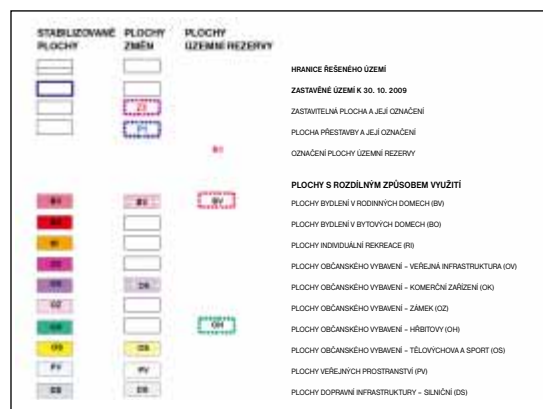 STABILIZOVANÉ PLOCHY
PLOCHY ZMĚN
PLOCHY ÚZEMNÍ REZERVY
HRANICE ŘEŠENÉHO ÚZEMÍ
ZASTAVĚNÉ ÚZEMÍ K 30. 10. 2009
ZASTAVITELNÁ PLOCHA A JEJÍ OZNAČENÍ
PLOCHA PŘESTAVBY A JEJÍ OZNAČENÍ
OZNAČENÍ PLOCHY ÚZEMNÍ REZERVY
PLOCHY S ROZDÍLNÝM ZPŮSOBEM VYUŽITÍ
BV PLOCHY BYDLENÍ V RODINNÝCH DOMECH (BV)
PLOCHY BYDLENÍ V BYTOVÝCH DOMECH (BO)
PLOCHY INDIVIDUÁLNÍ REKREACE (RI)
PLOCHY OBČANSKÉHO VYBAVENÍ – VEŘEJNÁ INFRASTRUKTURA (OV)
PLOCHY OBČANSKÉHO VYBAVENÍ – KOMERČNÍ ZAŘÍZENÍ (OK)
OZ PLOCHY OBČANSKÉHO VYBAVENÍ – ZÁMEK (OZ)
OH PLOCHY OBČANSKÉHO VYBAVENÍ – HŘBITOVY (OH)
OS OS PLOCHY OBČANSKÉHO VYBAVENÍ – TĚLOVÝCHOVA A SPORT (OS)
PV PV PLOCHY VEŘEJNÝCH PROSTRANSTVÍ (PV)
DS DS PLOCHY DOPRAVNÍ INFRASTRUKTURY – SILNIČNÍ (DS)